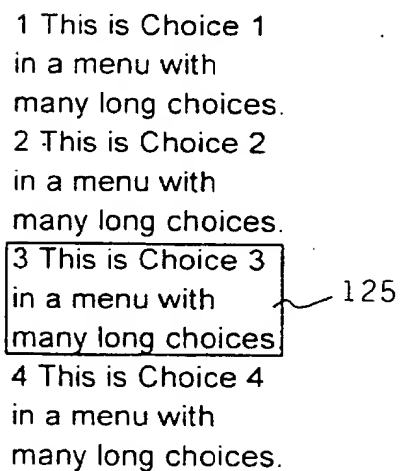 1 This is Choice 1
in a menu with
many long choices.
2 This is Choice 2
in a menu with
many long choices.
3 This is Choice 3
in a menu with
many long choices
125
4 This is Choice 4
in a menu with
many long choices.